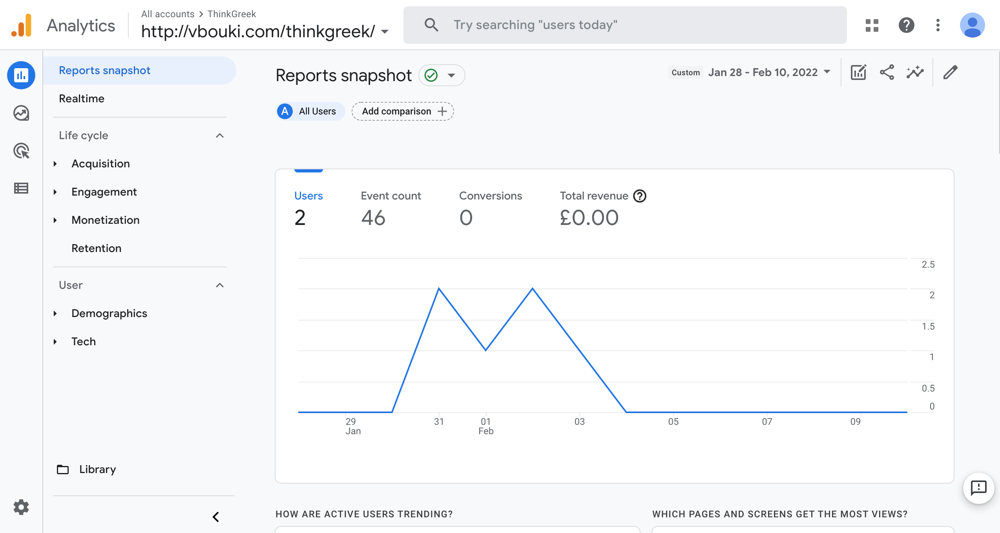 Analytics
All accounts > ThinkGreek
http://vbouki.com/thinkgreek/
Try searching "users today"
Reports snapshot
Realtime
Life cycle
Acquisition
Engagement
Monetization
Retention
User
Demographics
Tech
Library
Reports snapshot
Custom Jan 28 - Feb 10, 2022
A All Users
Add comparison +
Users Event count Conversions Total revenue
2 46 0 £0.00
2.5
2
1.5
1
0.5
0
29 31 01 03 05 07 09
Jan Feb
HOW ARE ACTIVE USERS TRENDING?
WHICH PAGES AND SCREENS GET THE MOST VIEWS?